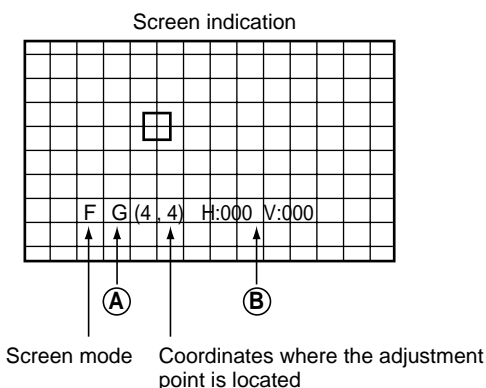 Screen indication
F G (4 , 4) H:000 V:000
A B
Screen mode Coordinates where the adjustment
point is located